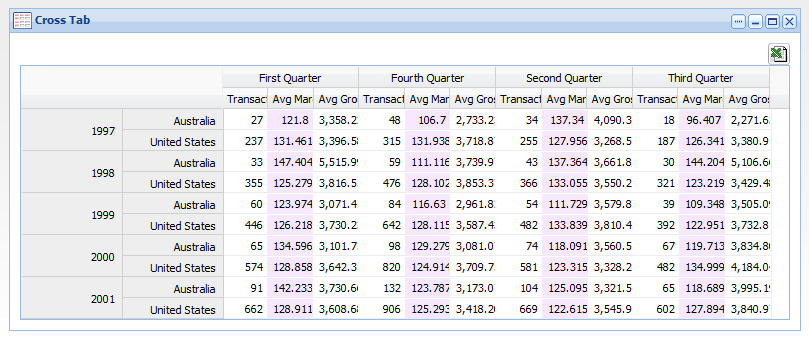 Cross Tab
First Quarter Fourth Quarter Second Quarter Third Quarter
Transact Avg Mar Avg Gros Transact Avg Mar Avg Gros Transact Avg Mar Avg Gros Transact Avg Mar Avg Gros
1997 Australia 27 121.8 3,358.2 48 106.7 2,733.2 34 137.34 4,090.3 18 96.407 2,271.6
United States 237 131.461 3,396.5 315 131.938 3,718.8 255 127.956 3,268.5 187 126.341 3,380.9
1998 Australia 33 147.404 5,515.9 59 111.116 3,739.9 43 137.364 3,661.8 30 144.204 5,106.6
United States 355 125.279 3,816.5 476 128.102 3,853.3 366 133.055 3,550.2 321 123.219 3,429.4
1999 Australia 60 123.974 3,071.4 84 116.63 2,961.8 54 111.729 3,579.8 39 109.348 3,505.0
United States 446 126.218 3,730.2 642 128.115 3,587.4 482 133.839 3,810.4 392 122.951 3,732.8
2000 Australia 65 134.596 3,101.7 98 129.279 3,081.0 74 118.091 3,560.5 67 119.713 3,834.8
United States 574 128.858 3,642.3 820 124.914 3,709.7 581 123.315 3,328.2 482 134.999 4,184.0
2001 Australia 91 142.233 3,730.6 132 123.787 3,173.0 104 125.095 3,321.5 65 118.689 3,995.1
United States 662 128.911 3,608.6 906 125.293 3,418.2 669 122.615 3,545.9 602 127.894 3,840.9